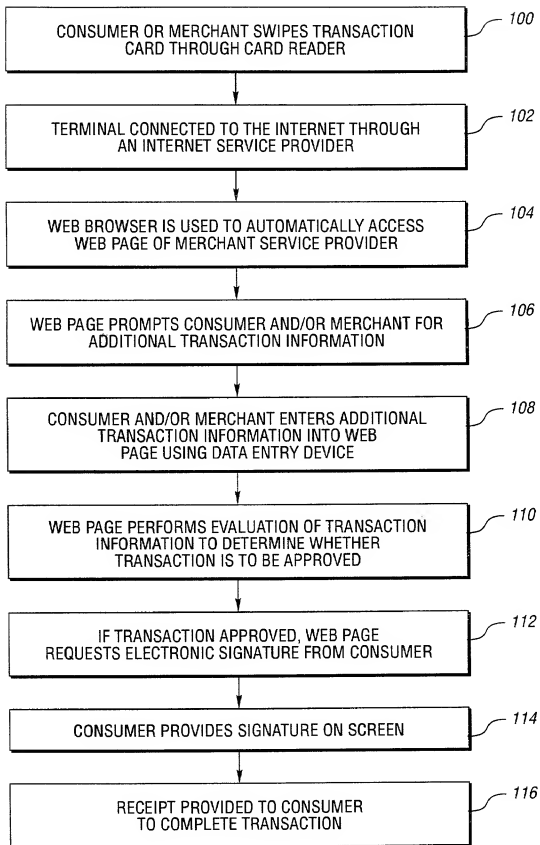 CONSUMER OR MERCHANT SWIPES TRANSACTION
CARD THROUGH CARD READER
100
TERMINAL CONNECTED TO THE INTERNET THROUGH
AN INTERNET SERVICE PROVIDER
102
WEB BROWSER IS USED TO AUTOMATICALLY ACCESS
WEB PAGE OF MERCHANT SERVICE PROVIDER
104
WEB PAGE PROMPTS CONSUMER AND/OR MERCHANT FOR
ADDITIONAL TRANSACTION INFORMATION
106
CONSUMER AND/OR MERCHANT ENTERS ADDITIONAL
TRANSACTION INFORMATION INTO WEB
PAGE USING DATA ENTRY DEVICE
108
WEB PAGE PERFORMS EVALUATION OF TRANSACTION
INFORMATION TO DETERMINE WHETHER
TRANSACTION IS TO BE APPROVED
110
IF TRANSACTION APPROVED, WEB PAGE
REQUESTS ELECTRONIC SIGNATURE FROM CONSUMER
112
CONSUMER PROVIDES SIGNATURE ON SCREEN
114
RECEIPT PROVIDED TO CONSUMER
TO COMPLETE TRANSACTION
116